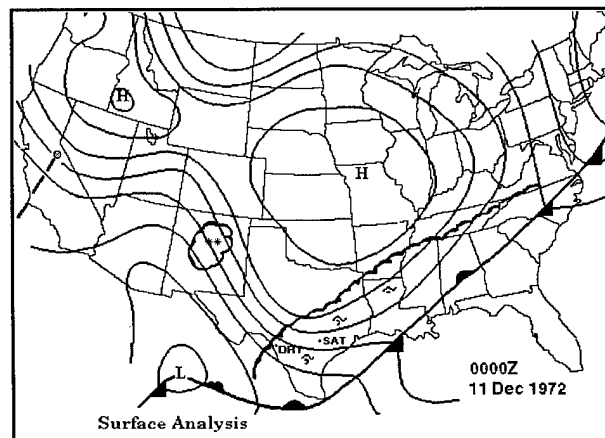 H
H
DRT
SAT
L
0000Z
11 Dec 1972
Surface Analysis